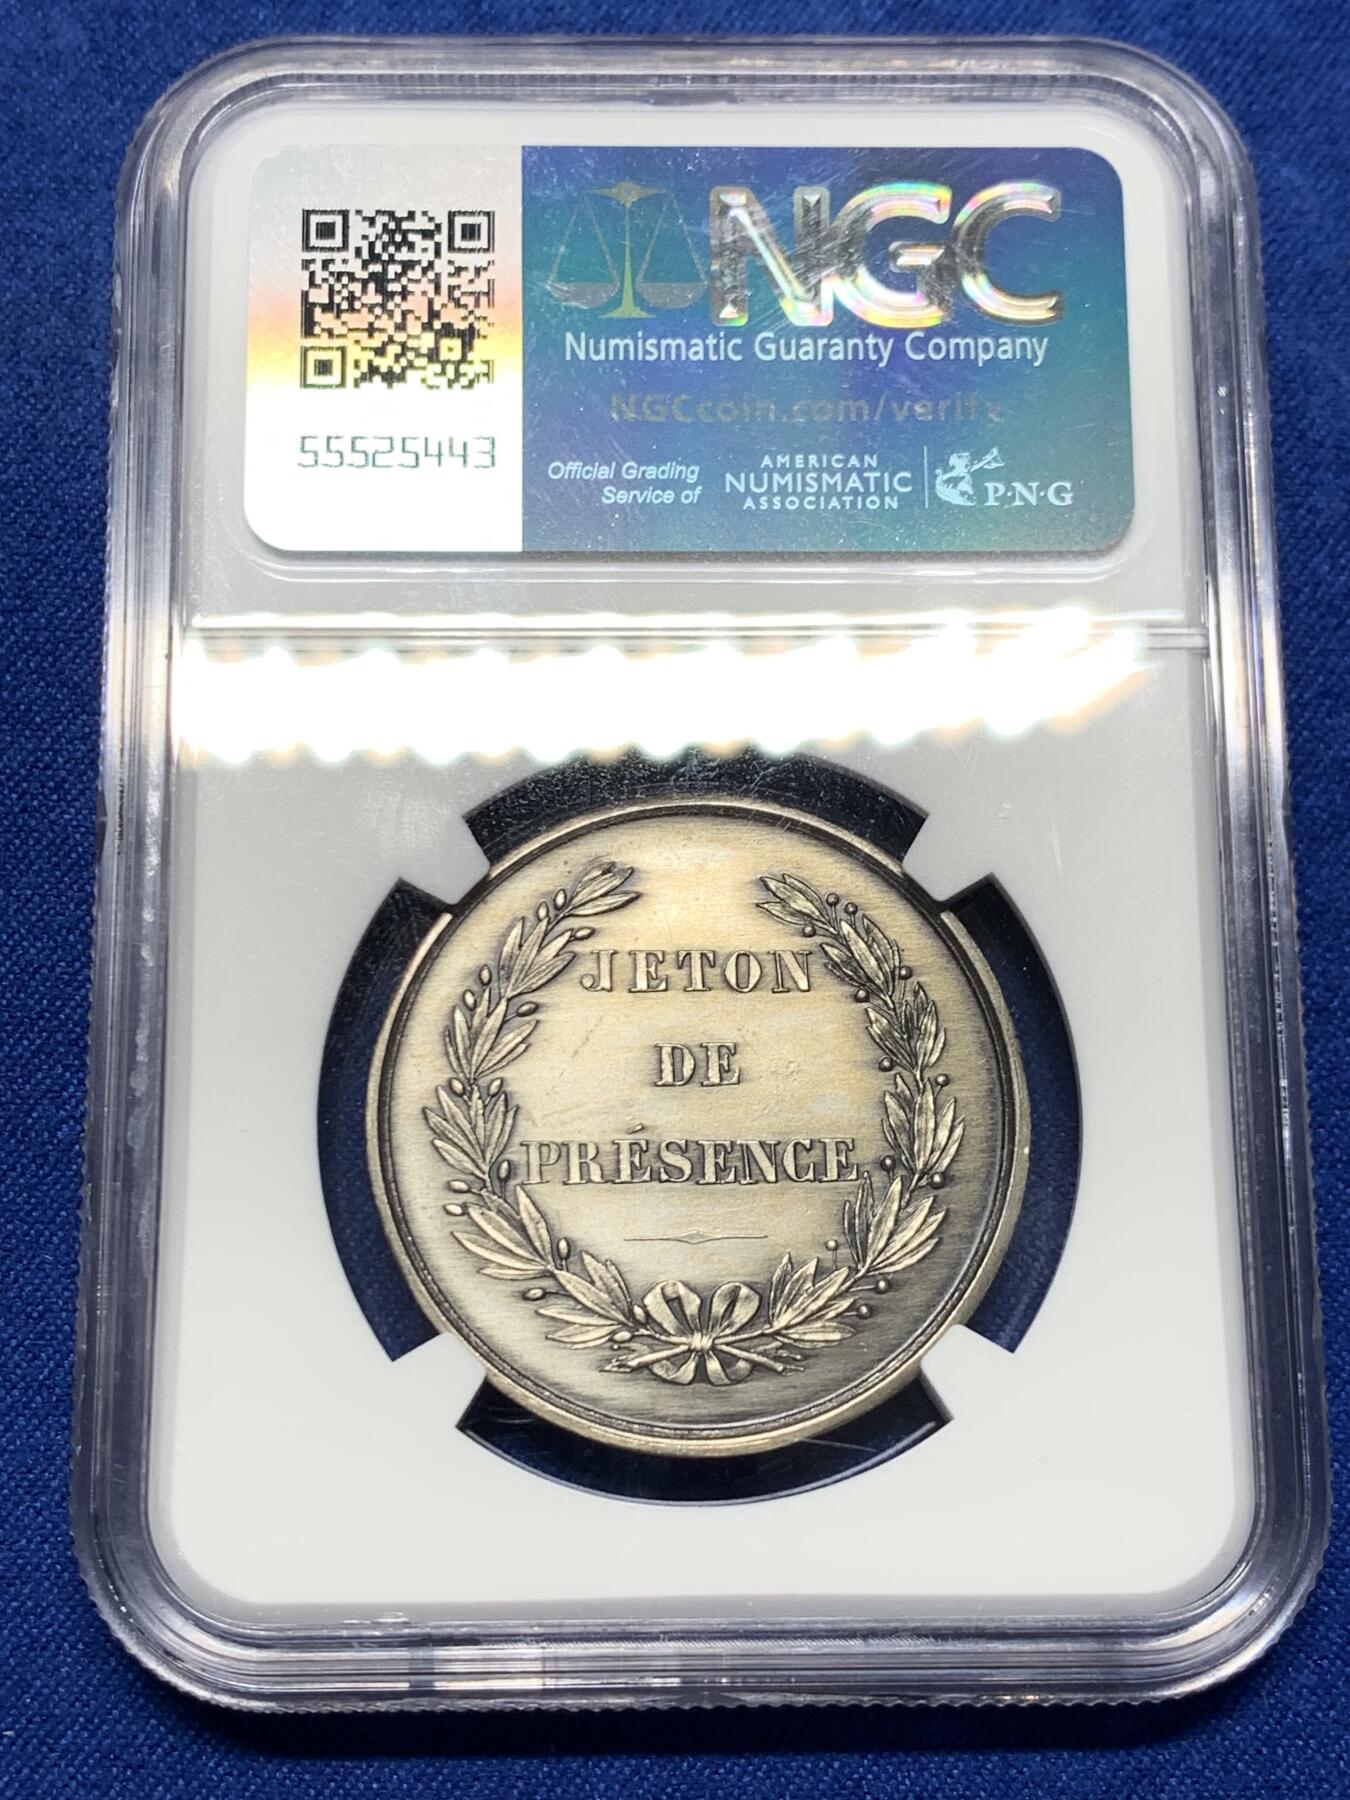 NGC
Numismatic Guaranty Company
NGCcoin.com/verify
55525443
Official Grading
Service of
AMERICAN
NUMISMATIC
ASSOCIATION
P·N·G
JETON
DE
PRÉSENCE.